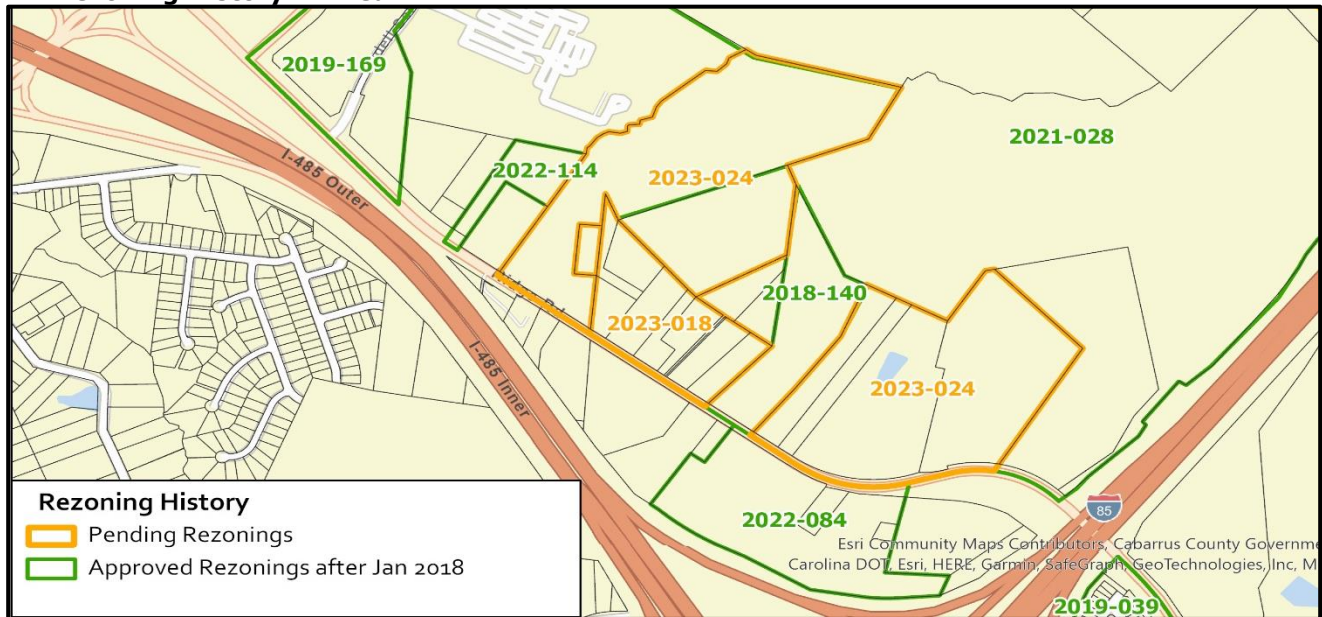 2019-169
2021-028
I-485 Outer
2022-114
2023-024
2018-140
2023-018
I-485 Inner
2023-024
Rezoning History
Pending Rezonings
Approved Rezonings after Jan 2018
2022-084
85
Esri Community Maps Contributors, Cabarrus County Governme
Carolina DOT, Esri, HERE, Garmin, SafeGraph, GeoTechnologies, Inc, M
2019-039